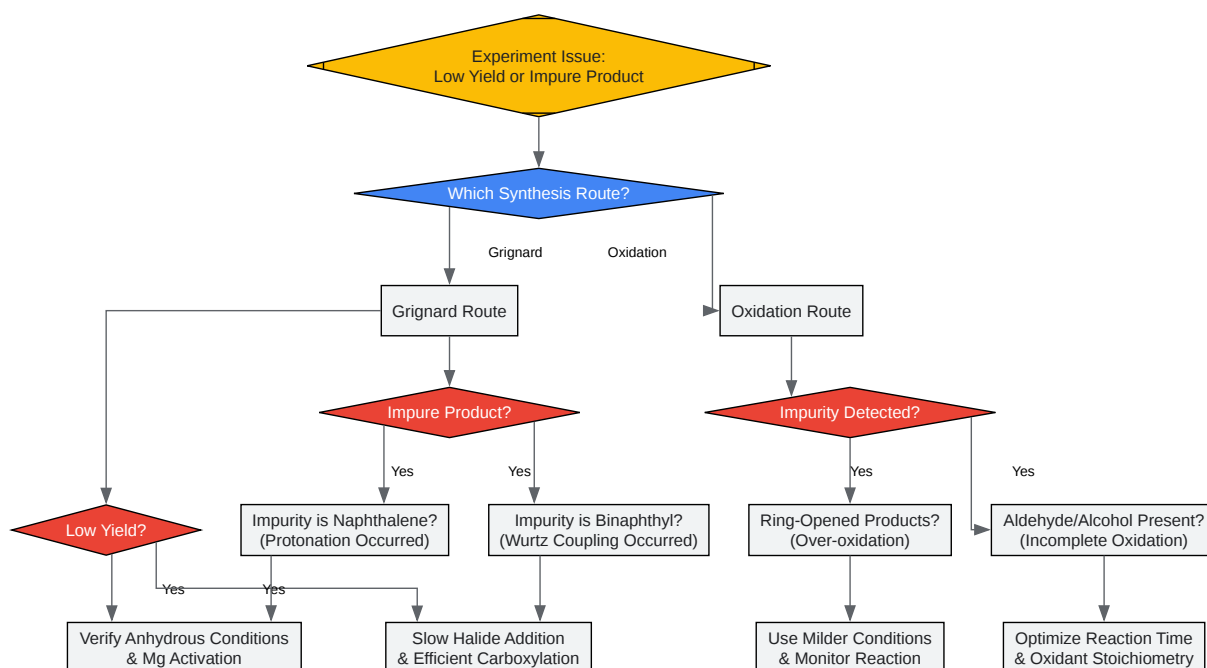 Experiment Issue:
Low Yield or Impure Product
Which Synthesis Route?
Grignard
Oxidation
Grignard Route
Oxidation Route
Impure Product?
Impurity Detected?
Yes
Yes
Yes
Yes
Low Yield?
Impurity is Naphthalene?
(Protonation Occurred)
Impurity is Binaphthyl?
(Wurtz Coupling Occurred)
Ring-Opened Products?
(Over-oxidation)
Aldehyde/Alcohol Present?
(Incomplete Oxidation)
Yes
Yes
Verify Anhydrous Conditions
& Mg Activation
Slow Halide Addition
& Efficient Carboxylation
Use Milder Conditions
& Monitor Reaction
Optimize Reaction Time
& Oxidant Stoichiometry